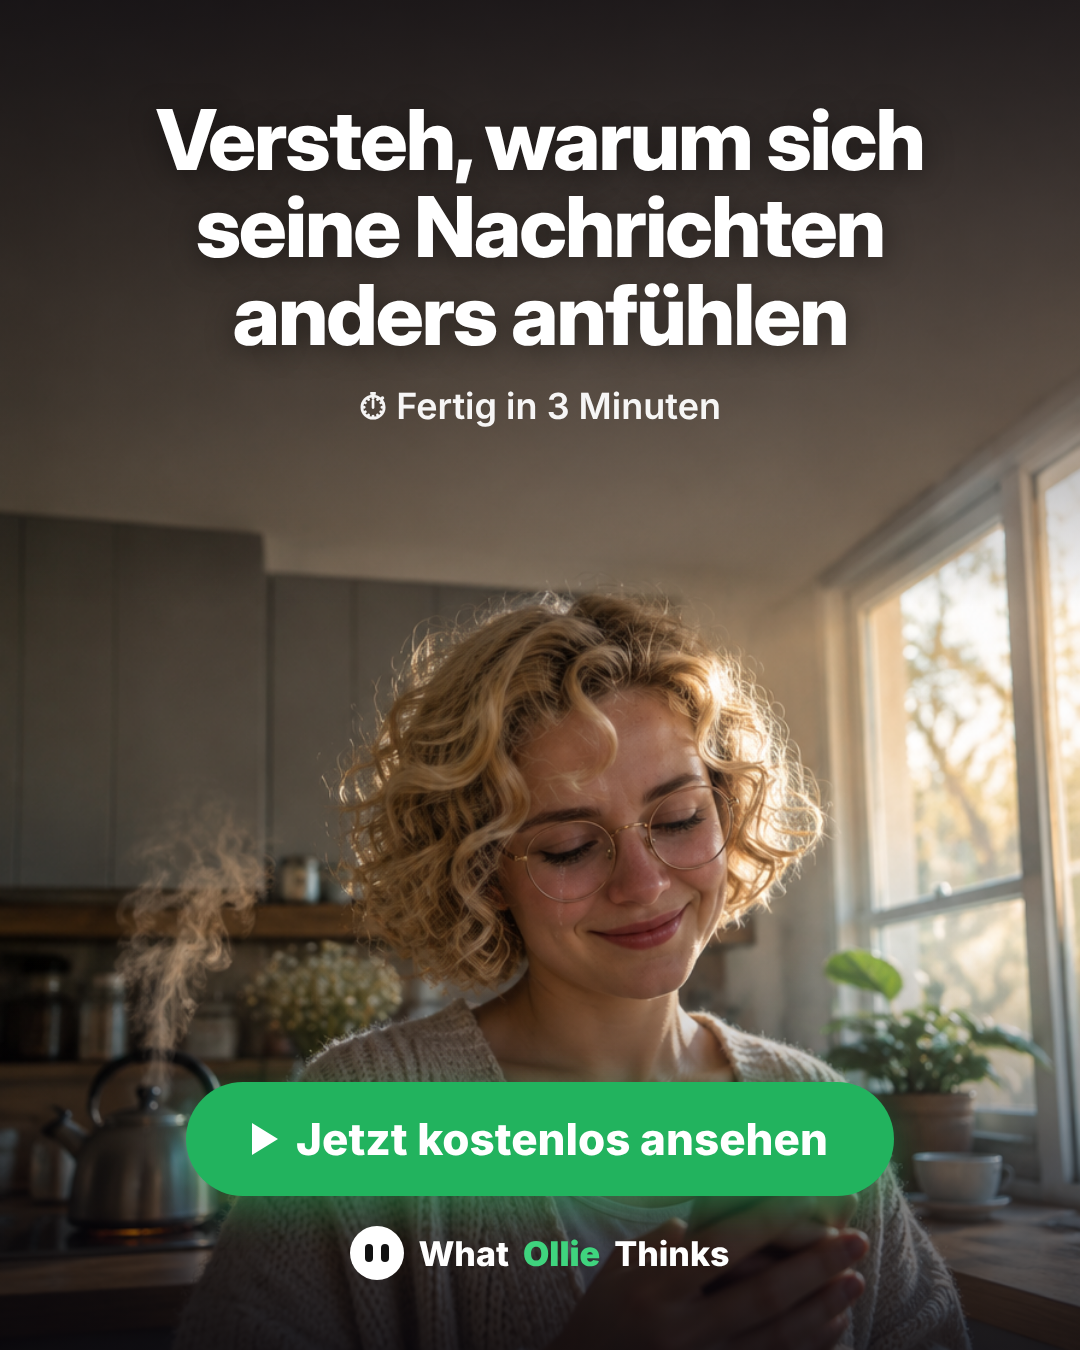 Versteh, warum sich
seine Nachrichten
anders anfühlen
⏱ Fertig in 3 Minuten
▶ Jetzt kostenlos ansehen
What Ollie Thinks